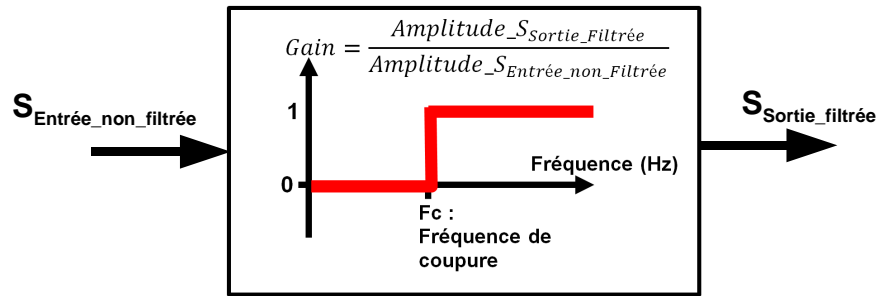 Gain = Amplitude_S_Sortie_Filtrée / Amplitude_S_Entrée_non_Filtrée
S_Entrée_non_filtrée
S_Sortie_filtrée
1
Fréquence (Hz)
0
Fc :
Fréquence de
coupure